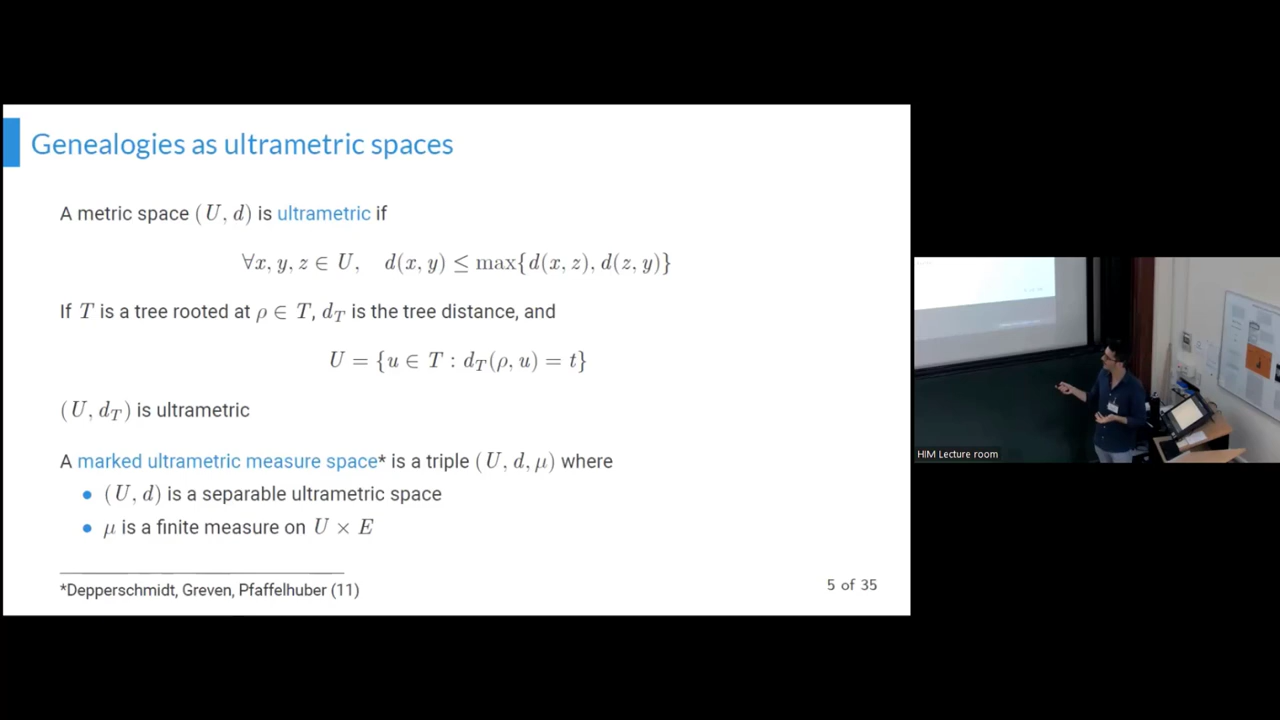 Genealogies as ultrametric spaces
A metric space (U, d) is ultrametric if
∀x, y, z ∈ U, d(x, y) ≤ max{d(x, z), d(z, y)}
If T is a tree rooted at ρ ∈ T, d_T is the tree distance, and
U = {u ∈ T : d_T(ρ, u) = t}
(U, d_T) is ultrametric
A marked ultrametric measure space* is a triple (U, d, μ) where
• (U, d) is a separable ultrametric space
• μ is a finite measure on U × E
*Depperschmidt, Greven, Pfaffelhuber (11)
5 of 35
HIM Lecture room